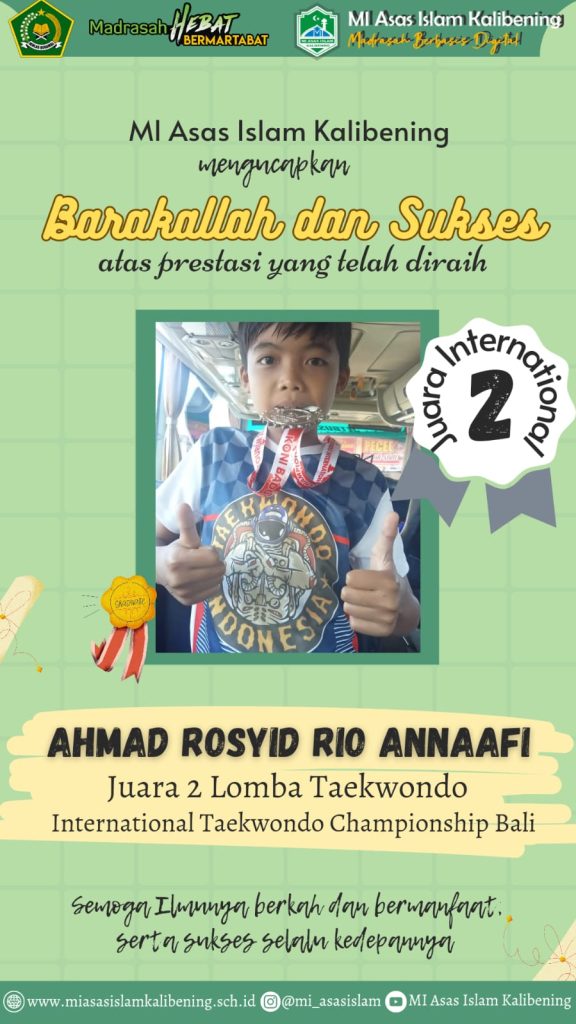 Madrasah HEBAT
BERMARTABAT
MI Asas Islam Kalibening
Madrasah Berbasis Digital
MI Asas Islam Kalibening
mengucapkan
Barakallah dan Sukses
atas prestasi yang telah diraih
Juara International
2
TAEKWONDO
INDONESIA
AHMAD ROSYID RIO ANNAAFI
Juara 2 Lomba Taekwondo
International Taekwondo Championship Bali
Semoga Ilmunya berkah dan bermanfaat,
serta sukses selalu kedepannya
www.miasasislamkalibening.sch.id @mi_asasislam MI Asas Islam Kalibening